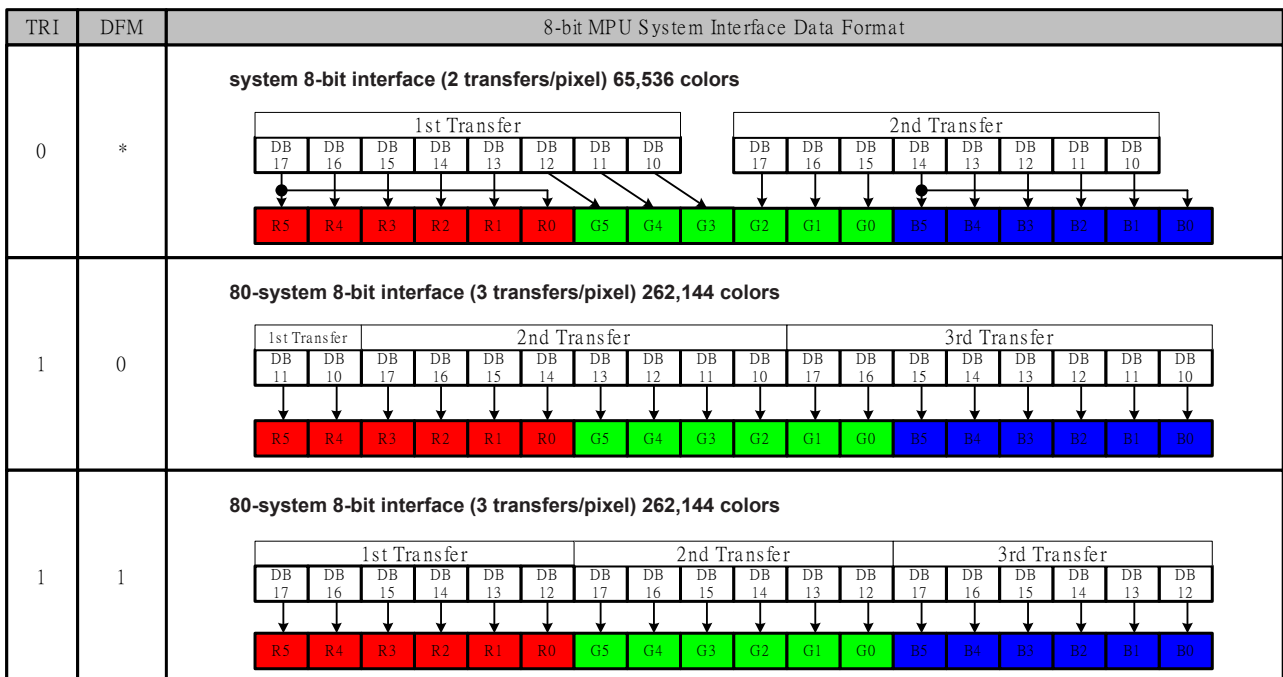 TRI DFM 8-bit MPU System Interface Data Format
system 8-bit interface (2 transfers/pixel) 65,536 colors
1st Transfer 2nd Transfer
0 *
DB 17 DB 16 DB 15 DB 14 DB 13 DB 12 DB 11 DB 10 DB 17 DB 16 DB 15 DB 14 DB 13 DB 12 DB 11 DB 10
R5 R4 R3 R2 R1 R0 G5 G4 G3 G2 G1 G0 B5 B4 B3 B2 B1 B0
80-system 8-bit interface (3 transfers/pixel) 262,144 colors
1st Transfer 2nd Transfer 3rd Transfer
1 0
DB 11 DB 10 DB 17 DB 16 DB 15 DB 14 DB 13 DB 12 DB 11 DB 10 DB 17 DB 16 DB 15 DB 14 DB 13 DB 12 DB 11 DB 10
R5 R4 R3 R2 R1 R0 G5 G4 G3 G2 G1 G0 B5 B4 B3 B2 B1 B0
80-system 8-bit interface (3 transfers/pixel) 262,144 colors
1st Transfer 2nd Transfer 3rd Transfer
1 1
DB 17 DB 16 DB 15 DB 14 DB 13 DB 12 DB 17 DB 16 DB 15 DB 14 DB 13 DB 12 DB 17 DB 16 DB 15 DB 14 DB 13 DB 12
R5 R4 R3 R2 R1 R0 G5 G4 G3 G2 G1 G0 B5 B4 B3 B2 B1 B0